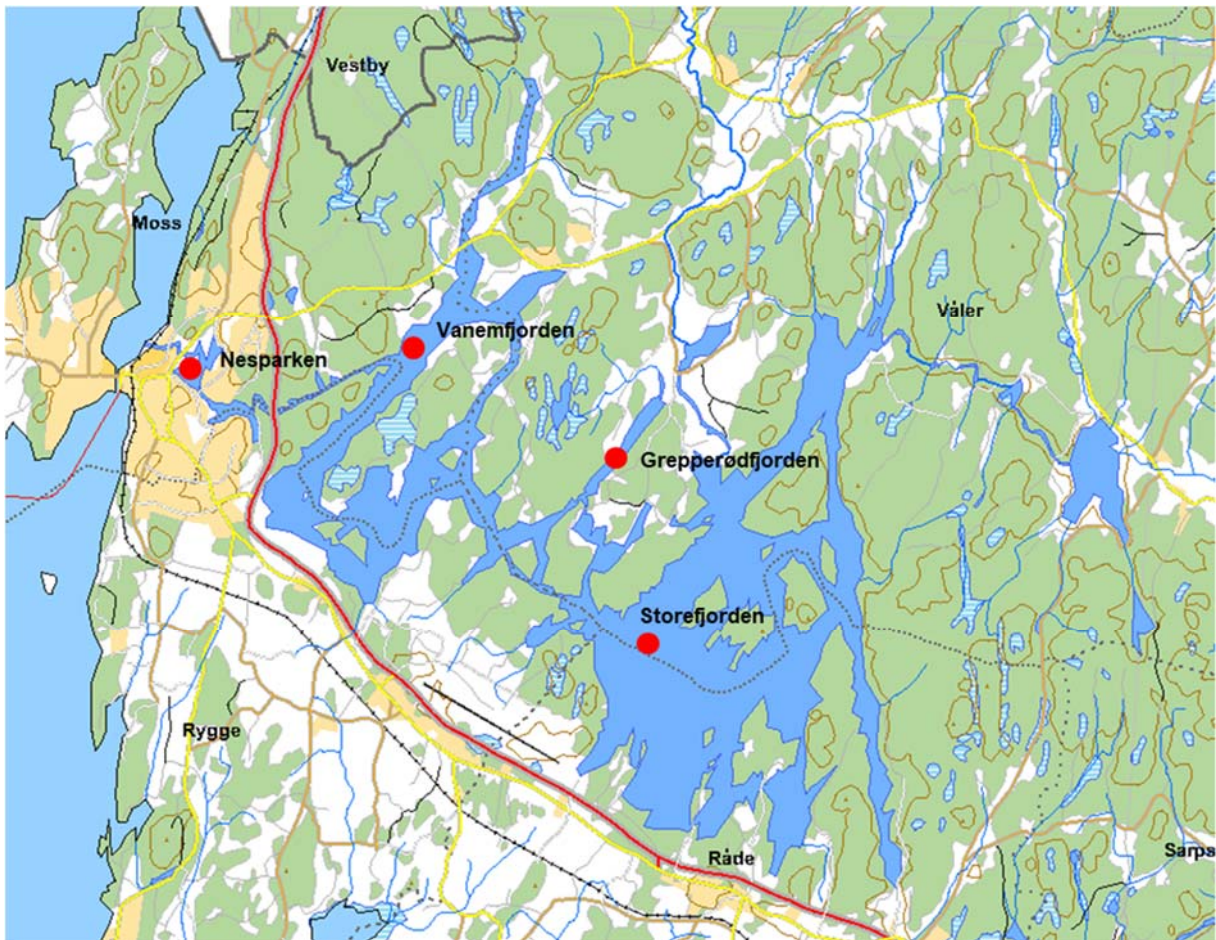 Vestby
Moss
Våler
Vanemfjorden
Nesparken
Grepperødfjorden
Storefjorden
Rygge
Råde
Sarps